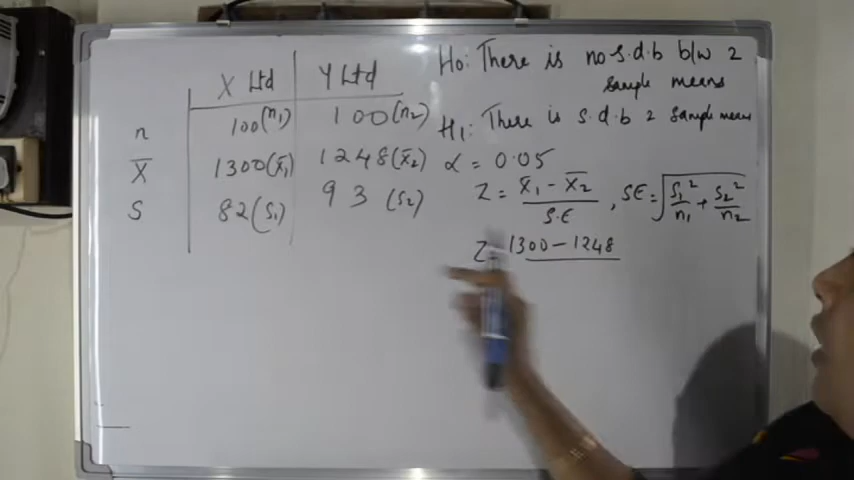 X Ltd Y Ltd
n 100(n₁) 100(n₂)
X̅ 1300(x̅₁) 1248(x̅₂)
S 82(S₁) 93 (S₂)
Ho: There is no s.d.b b/w 2
sample means
H₁: There is s.d.b 2 sample means
α = 0.05
Z = X̅₁ - X̅₂ / S.E , SE = √(S₁²/n₁ + S₂²/n₂)
Z = 1300 - 1248